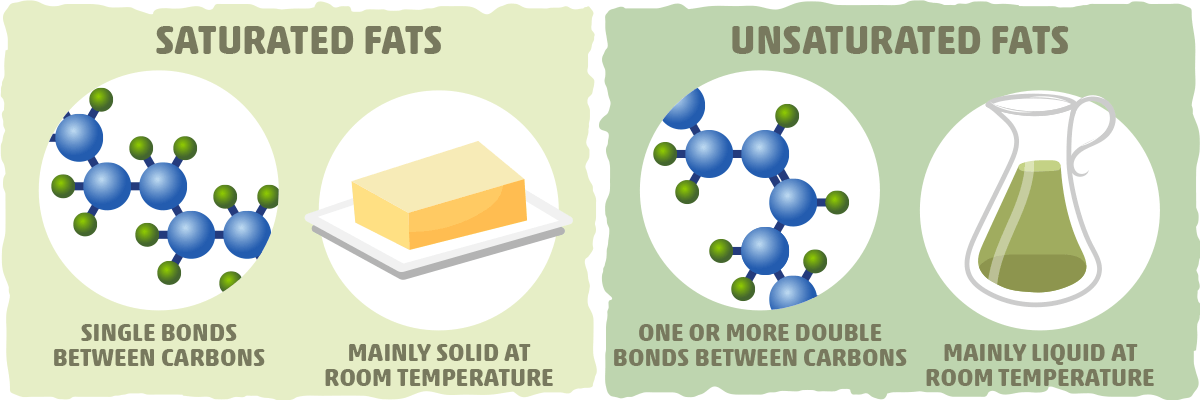 SATURATED FATS
SINGLE BONDS
BETWEEN CARBONS
MAINLY SOLID AT
ROOM TEMPERATURE
UNSATURATED FATS
ONE OR MORE DOUBLE
BONDS BETWEEN CARBONS
MAINLY LIQUID AT
ROOM TEMPERATURE